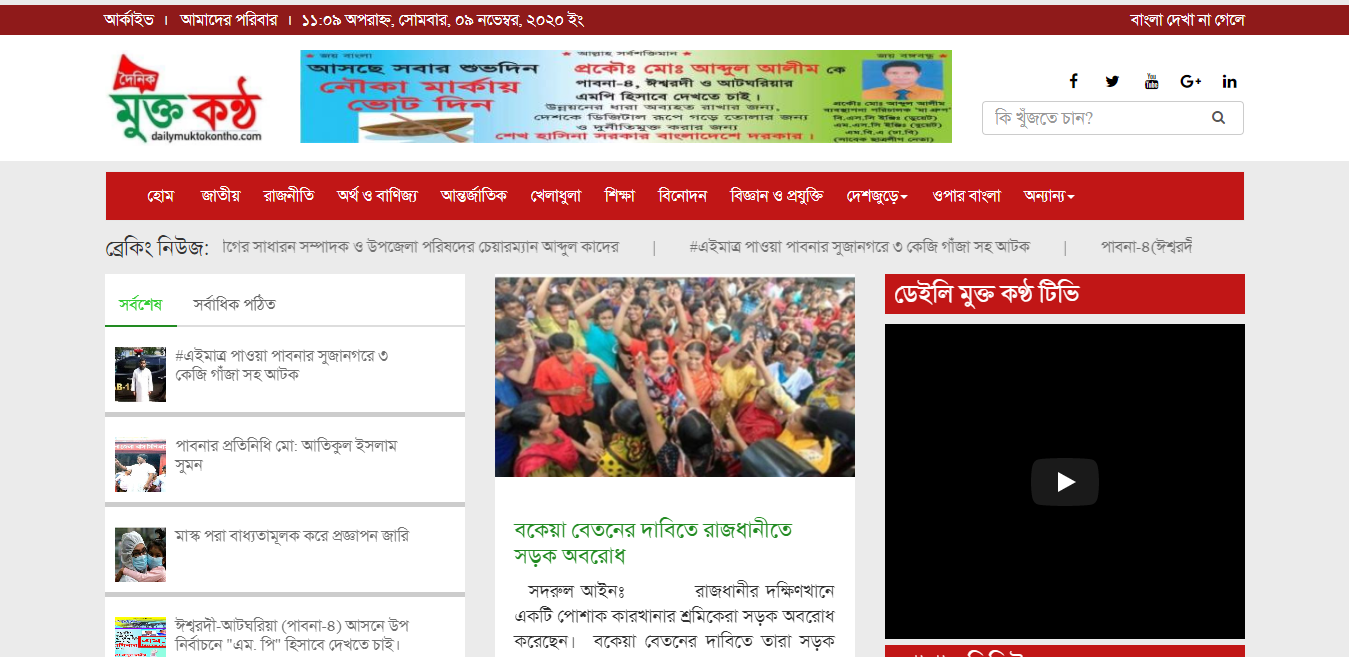 আর্কাইভ । আমাদের পরিবার । ১১:০৯ অপরাহ্ন, সোমবার, ০৯ নভেম্বর, ২০২০ ইং
বাংলা দেখা না গেলে
দৈনিক
মুক্ত কণ্ঠ
dailymuktokontho.com
জয় বাংলা
জয় বঙ্গবন্ধু
আসছে সবার শুভদিন
নৌকা মার্কায়
ভোট দিন
প্রকৌঃ মোঃ আব্দুল আলীম কে
পাবনা-৪, ঈশ্বরদী ও আটঘরিয়ার
এমপি হিসাবে দেখতে চাই।
উন্নয়নের ধারা অব্যহত রাখার জন্য,
দেশকে ডিজিটাল রূপে গড়ে তোলার জন্য
ও দুর্নীতিমুক্ত করার জন্য
শেখ হাসিনা সরকার বাংলাদেশে দরকার।
প্রকৌঃ মোঃ আব্দুল আলীম
কি খুঁজতে চান?
হোম জাতীয় রাজনীতি অর্থ ও বাণিজ্য আন্তর্জাতিক খেলাধুলা শিক্ষা বিনোদন বিজ্ঞান ও প্রযুক্তি দেশজুড়ে ওপার বাংলা অন্যান্য
ব্রেকিং নিউজ: গের সাধারন সম্পাদক ও উপজেলা পরিষদের চেয়ারম্যান আব্দুল কাদের | #এইমাত্র পাওয়া পাবনার সুজানগরে ৩ কেজি গাঁজা সহ আটক | পাবনা-৪(ঈশ্বরদী
সর্বশেষ সর্বাধিক পঠিত
#এইমাত্র পাওয়া পাবনার সুজানগরে ৩
কেজি গাঁজা সহ আটক
পাবনার প্রতিনিধি মো: আতিকুল ইসলাম
সুমন
মাস্ক পরা বাধ্যতামূলক করে প্রজ্ঞাপন জারি
ঈশ্বরদী-আটঘরিয়া (পাবনা-৪) আসনে উপ
নির্বাচনে "এম. পি" হিসাবে দেখতে চাই।
বকেয়া বেতনের দাবিতে রাজধানীতে
সড়ক অবরোধ
সদরুল আইনঃ রাজধানীর দক্ষিণখানে
একটি পোশাক কারখানার শ্রমিকেরা সড়ক অবরোধ
করেছেন। বকেয়া বেতনের দাবিতে তারা সড়ক
ডেইলি মুক্ত কণ্ঠ টিভি